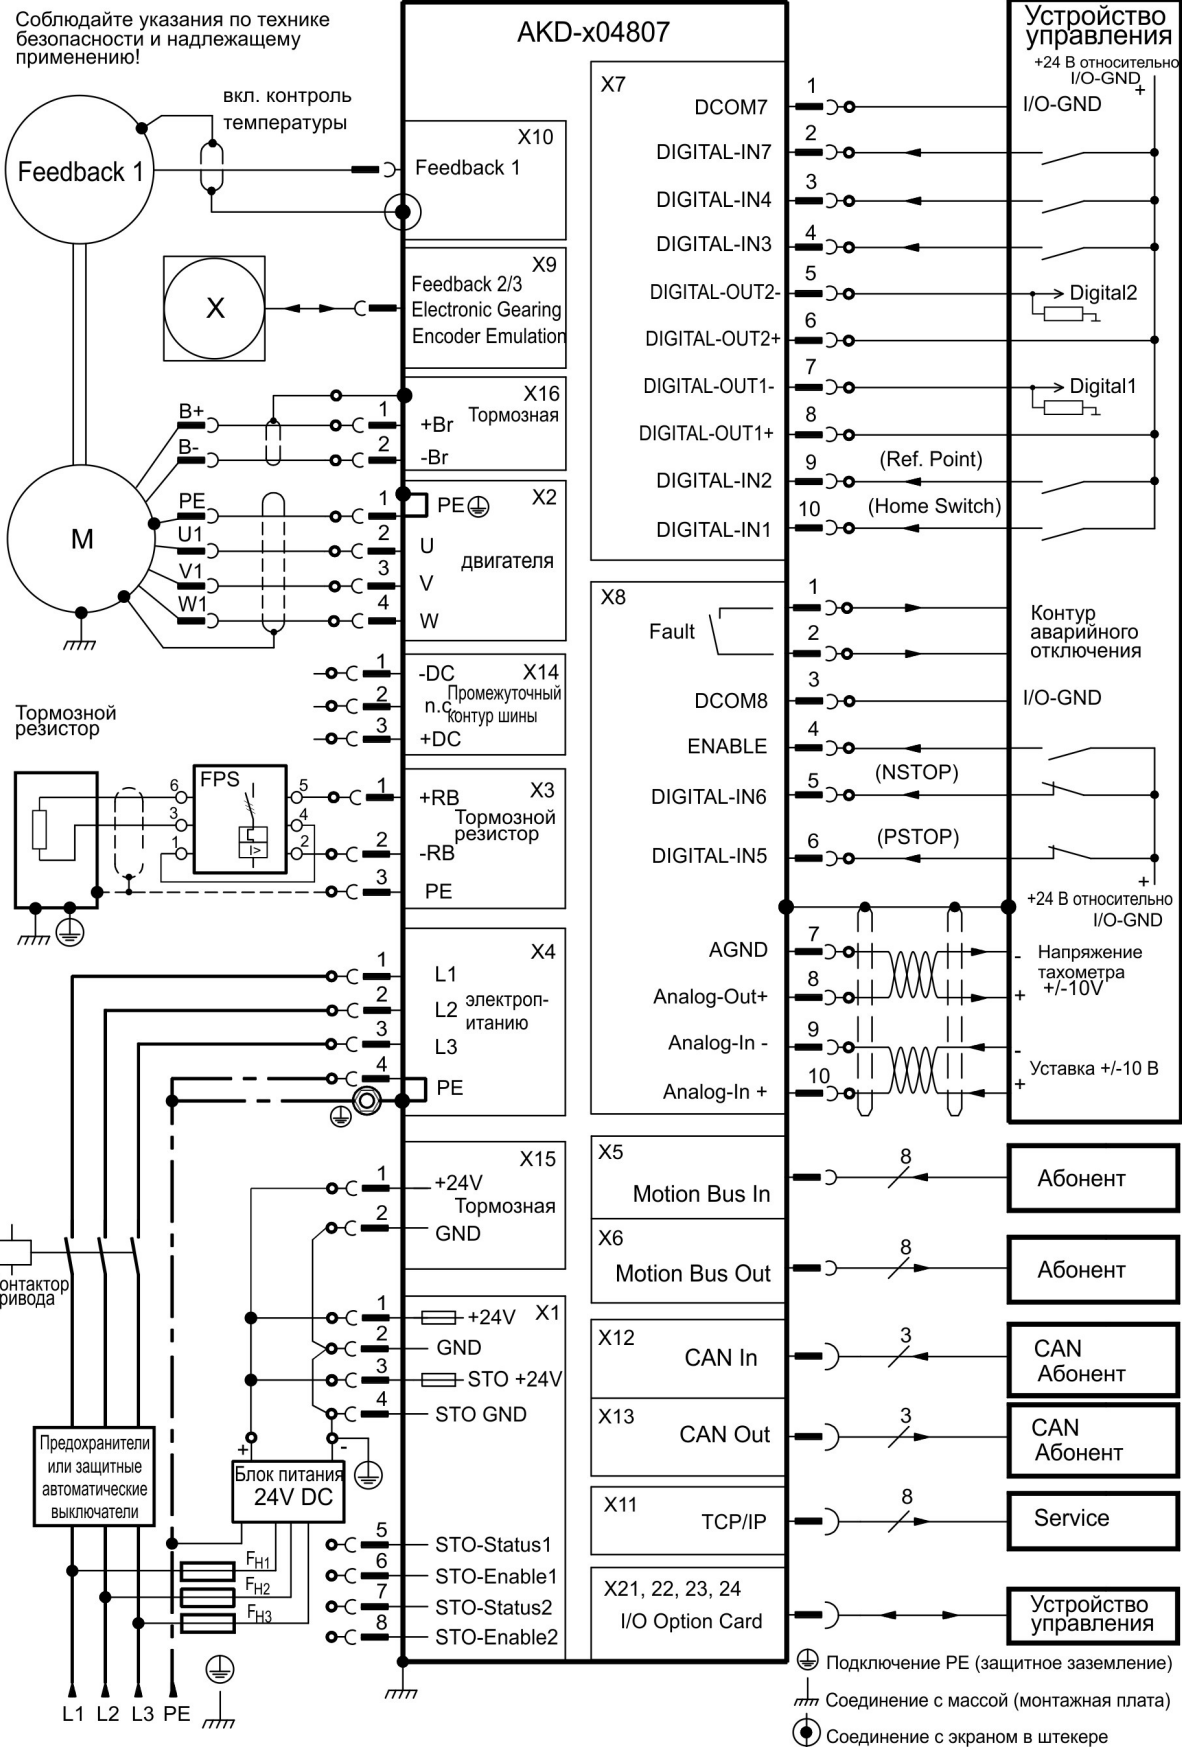 Соблюдайте указания по технике
безопасности и надлежащему
применению!
AKD-x04807
Устройство
управления
+24 В относительно
I/O-GND
+
вкл. контроль
температуры
Feedback 1
X10
Feedback 1
X
X9
Feedback 2/3
Electronic Gearing
Encoder Emulation
X16
Тормозная
B+
1
+Br
B-
2
-Br
M
X2
двигателя
PE
1
PE
U1
2
U
V1
3
V
W1
4
W
X14
Промежуточный
контур шины
1
-DC
2
n.c.
3
+DC
Тормозной
резистор
FPS
6
3
1
5
4
2
I>
X3
Тормозной
резистор
1
+RB
2
-RB
3
PE
X4
электроп-
итанию
1
L1
2
L2
3
L3
4
PE
X15
Тормозная
1
+24V
2
GND
X1
1
+24V
2
GND
3
STO +24V
4
STO GND
+
-
Блок питания
24V DC
5
STO-Status1
6
STO-Enable1
7
STO-Status2
8
STO-Enable2
онтактор
ривода
Предохранители
или защитные
автоматические
выключатели
FH1
FH2
FH3
L1 L2 L3 PE
X7
DCOM7
1
I/O-GND
DIGITAL-IN7
2
DIGITAL-IN4
3
DIGITAL-IN3
4
DIGITAL-OUT2-
5
Digital2
DIGITAL-OUT2+
6
DIGITAL-OUT1-
7
Digital1
DIGITAL-OUT1+
8
DIGITAL-IN2
9
(Ref. Point)
DIGITAL-IN1
10
(Home Switch)
X8
Fault
1
2
Контур
аварийного
отключения
DCOM8
3
I/O-GND
ENABLE
4
DIGITAL-IN6
5
(NSTOP)
DIGITAL-IN5
6
(PSTOP)
+
+24 В относительно
I/O-GND
AGND
7
-
Analog-Out+
8
+
Напряжение
тахометра
+/-10V
Analog-In -
9
-
Analog-In +
10
+
Уставка +/-10 В
X5
Motion Bus In
8
Абонент
X6
Motion Bus Out
8
Абонент
X12
CAN In
3
CAN
Абонент
X13
CAN Out
3
CAN
Абонент
X11
TCP/IP
8
Service
X21, 22, 23, 24
I/O Option Card
Устройство
управления
Подключение PE (защитное заземление)
Соединение с массой (монтажная плата)
Соединение с экраном в штекере